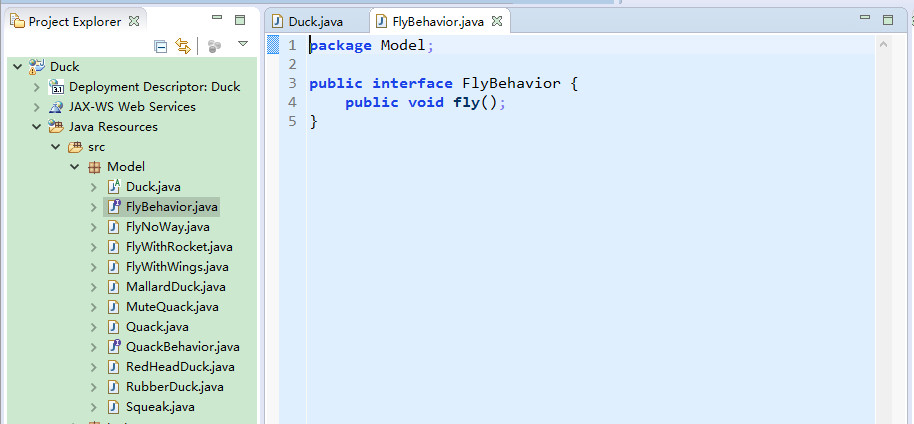 Project Explorer
Duck
Deployment Descriptor: Duck
JAX-WS Web Services
Java Resources
src
Model
Duck.java
FlyBehavior.java
FlyNoWay.java
FlyWithRocket.java
FlyWithWings.java
MallardDuck.java
MuteQuack.java
Quack.java
QuackBehavior.java
RedHeadDuck.java
RubberDuck.java
Squeak.java
Duck.java
FlyBehavior.java
1 package Model;
2
3 public interface FlyBehavior {
4 public void fly();
5 }